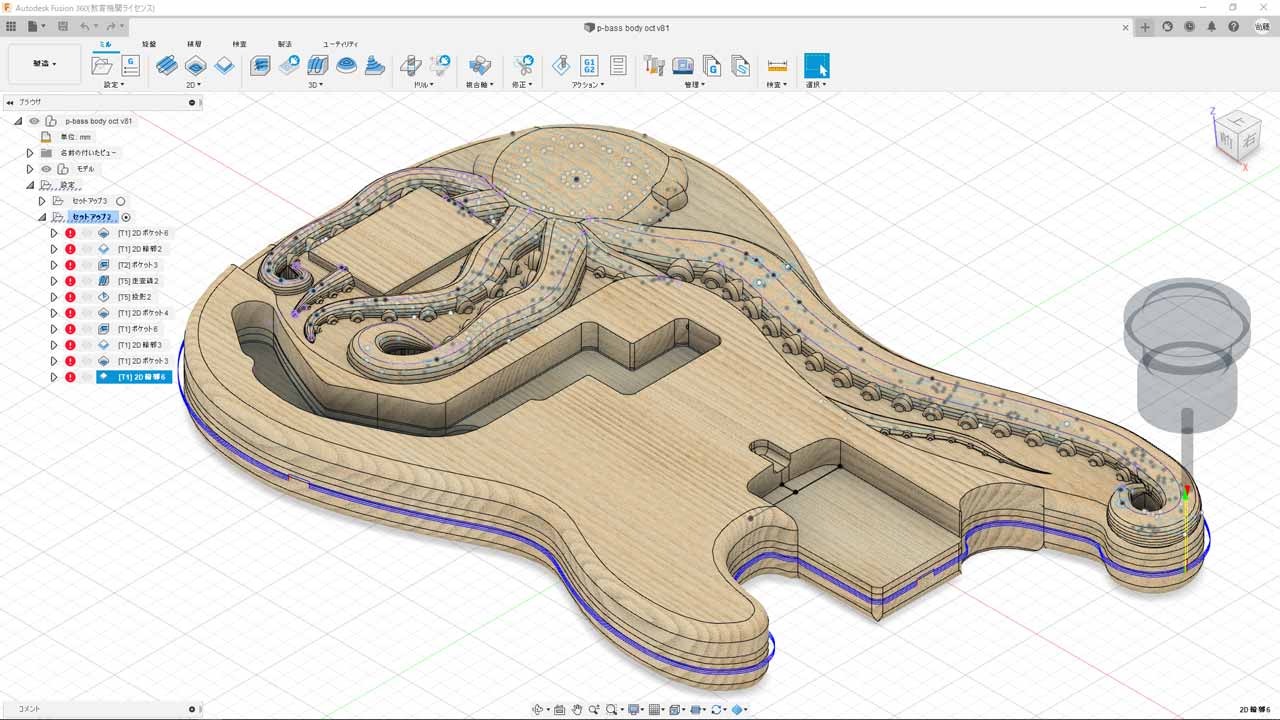 Autodesk Fusion 360(教育機関ライセンス)
p-bass body oct v81
ミル 旋盤 積層 検査 製法 ユーティリティ
製造
G1
G2
設定 2D 3D ドリル 複合軸 修正 アクション 管理 検査 選択
ブラウザ
p-bass body oct v81
単位: mm
名前の付いたビュー
モデル
設定
セットアップ3
セットアップ2
[T1] 2D ポケット6
[T1] 2D 輪郭2
[T2] ポケット3
[T5] 走査線2
[T5] 投影2
[T1] 2D ポケット4
[T1] ポケット6
[T1] 2D 輪郭3
[T1] 2D ポケット3
[T1] 2D 輪郭6
Z
上
前
右
X
コメント
2D 輪郭6